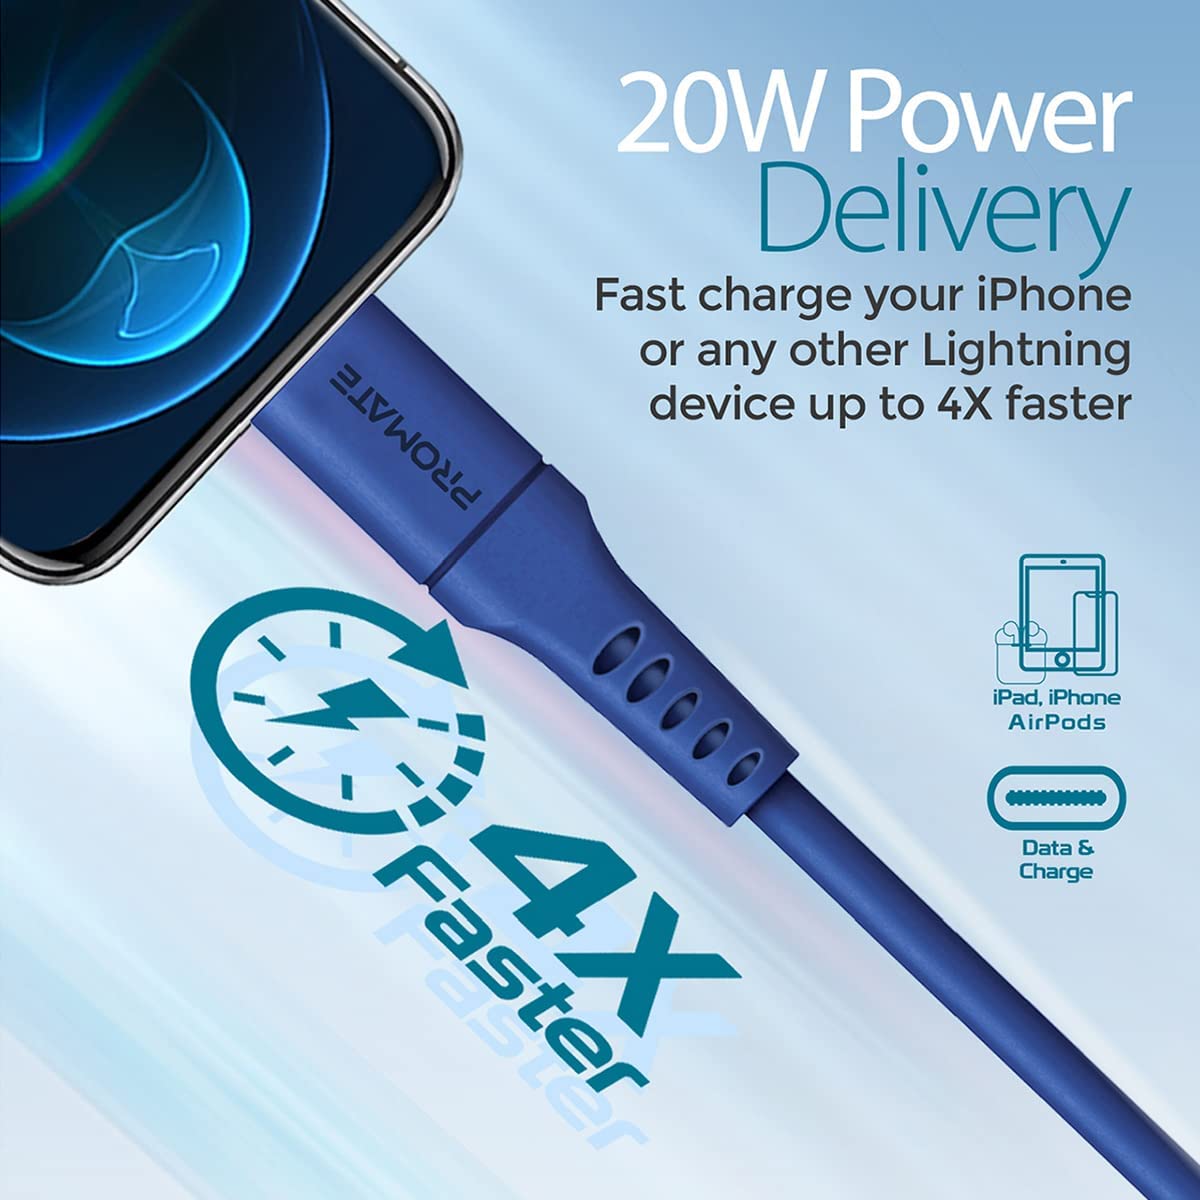 20W Power
Delivery
Fast charge your iPhone
or any other Lightning
device up to 4X faster
PROMATE
iPad, iPhone
AirPods
Data &
Charge
4X
Faster